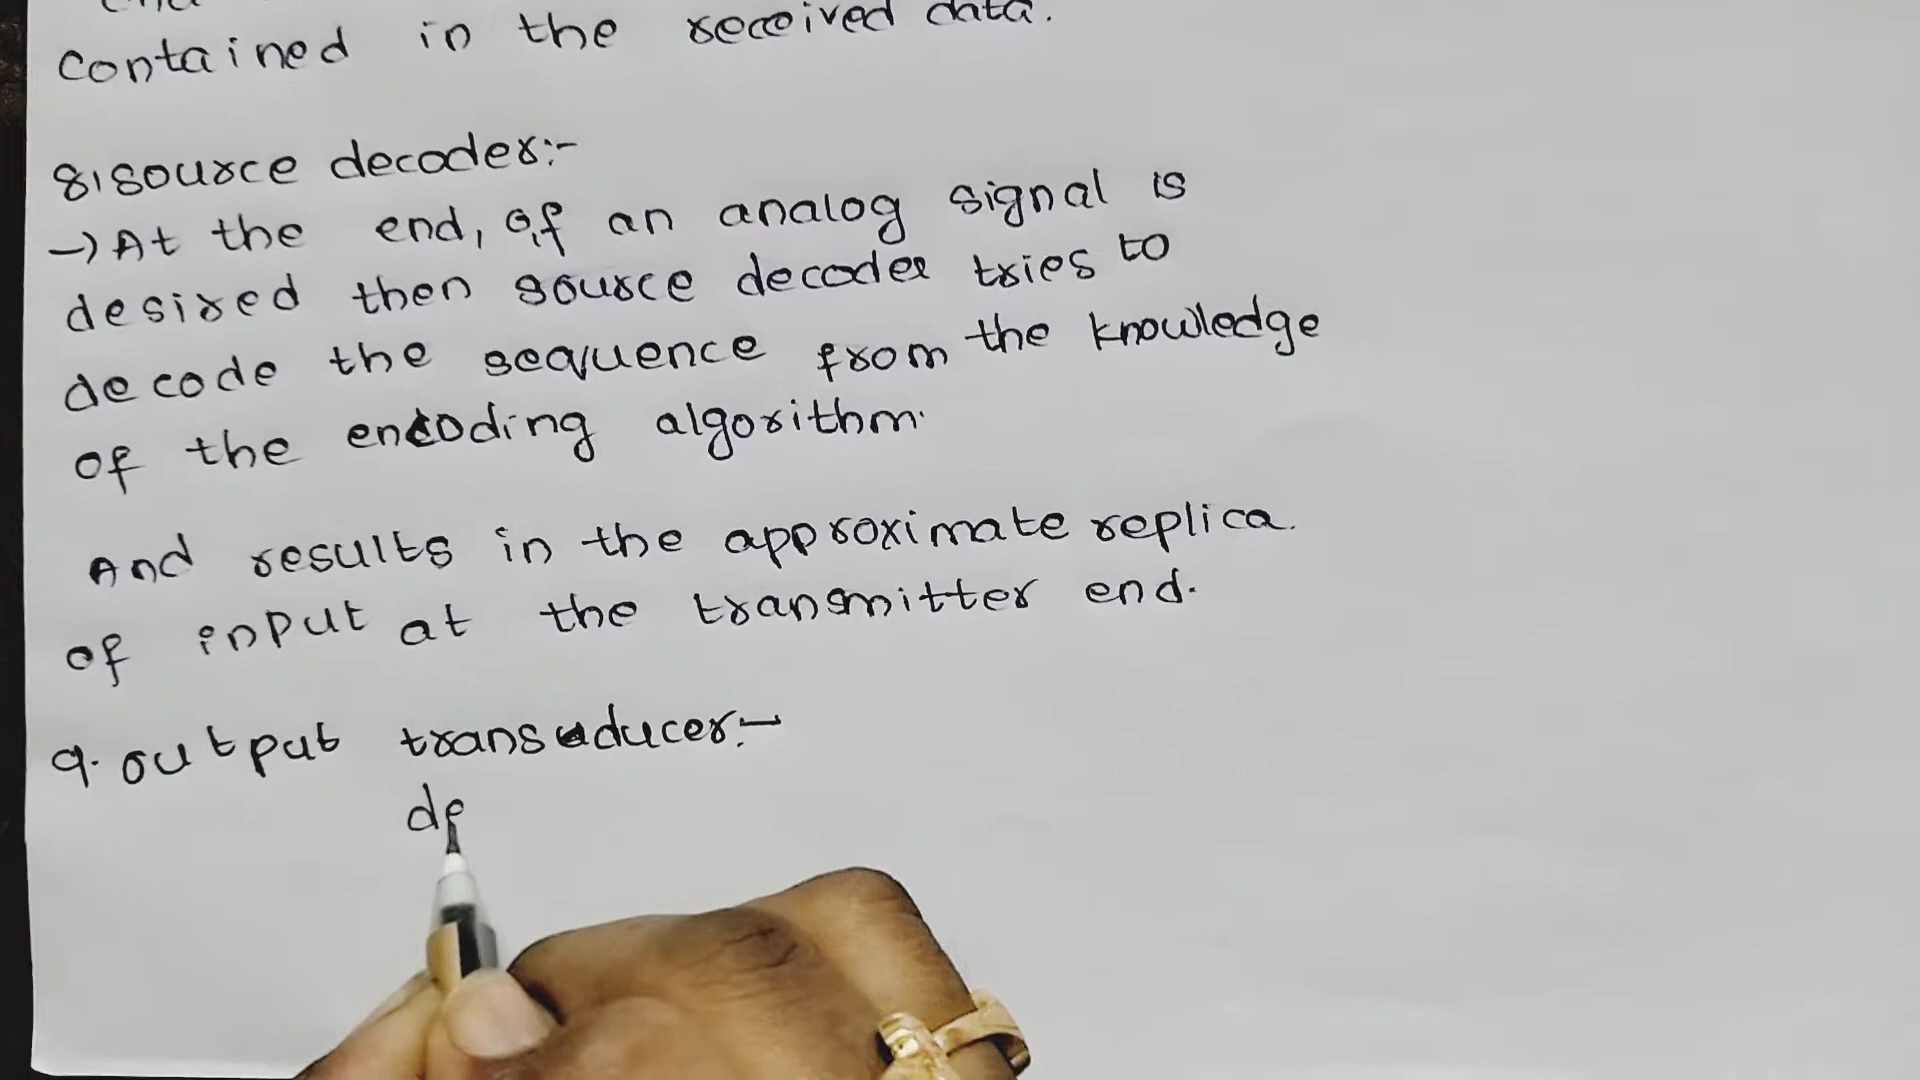 contained in the received data.
8. source decoder:-
→ At the end, if an analog signal is
desired then source decoder tries to
decode the sequence from the knowledge
of the encoding algorithm.
And results in the approximate replica.
of input at the transmitter end.
9. output transducer:-
de